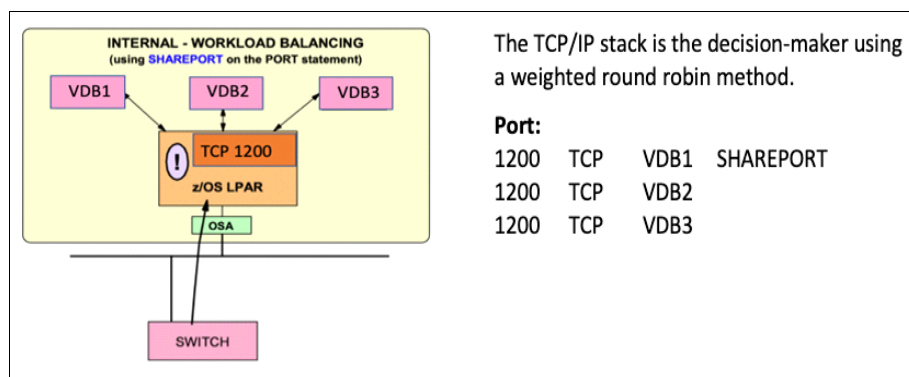 INTERNAL - WORKLOAD BALANCING
(using SHAREPORT on the PORT statement)
VDB1 VDB2 VDB3
! TCP 1200
z/OS LPAR
OSA
SWITCH
The TCP/IP stack is the decision-maker using
a weighted round robin method.
Port:
1200 TCP VDB1 SHAREPORT
1200 TCP VDB2
1200 TCP VDB3